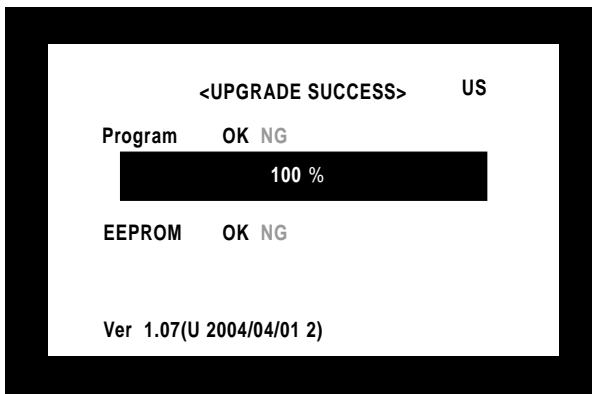 <UPGRADE SUCCESS> US
Program OK NG
100 %
EEPROM OK NG
Ver 1.07(U 2004/04/01 2)